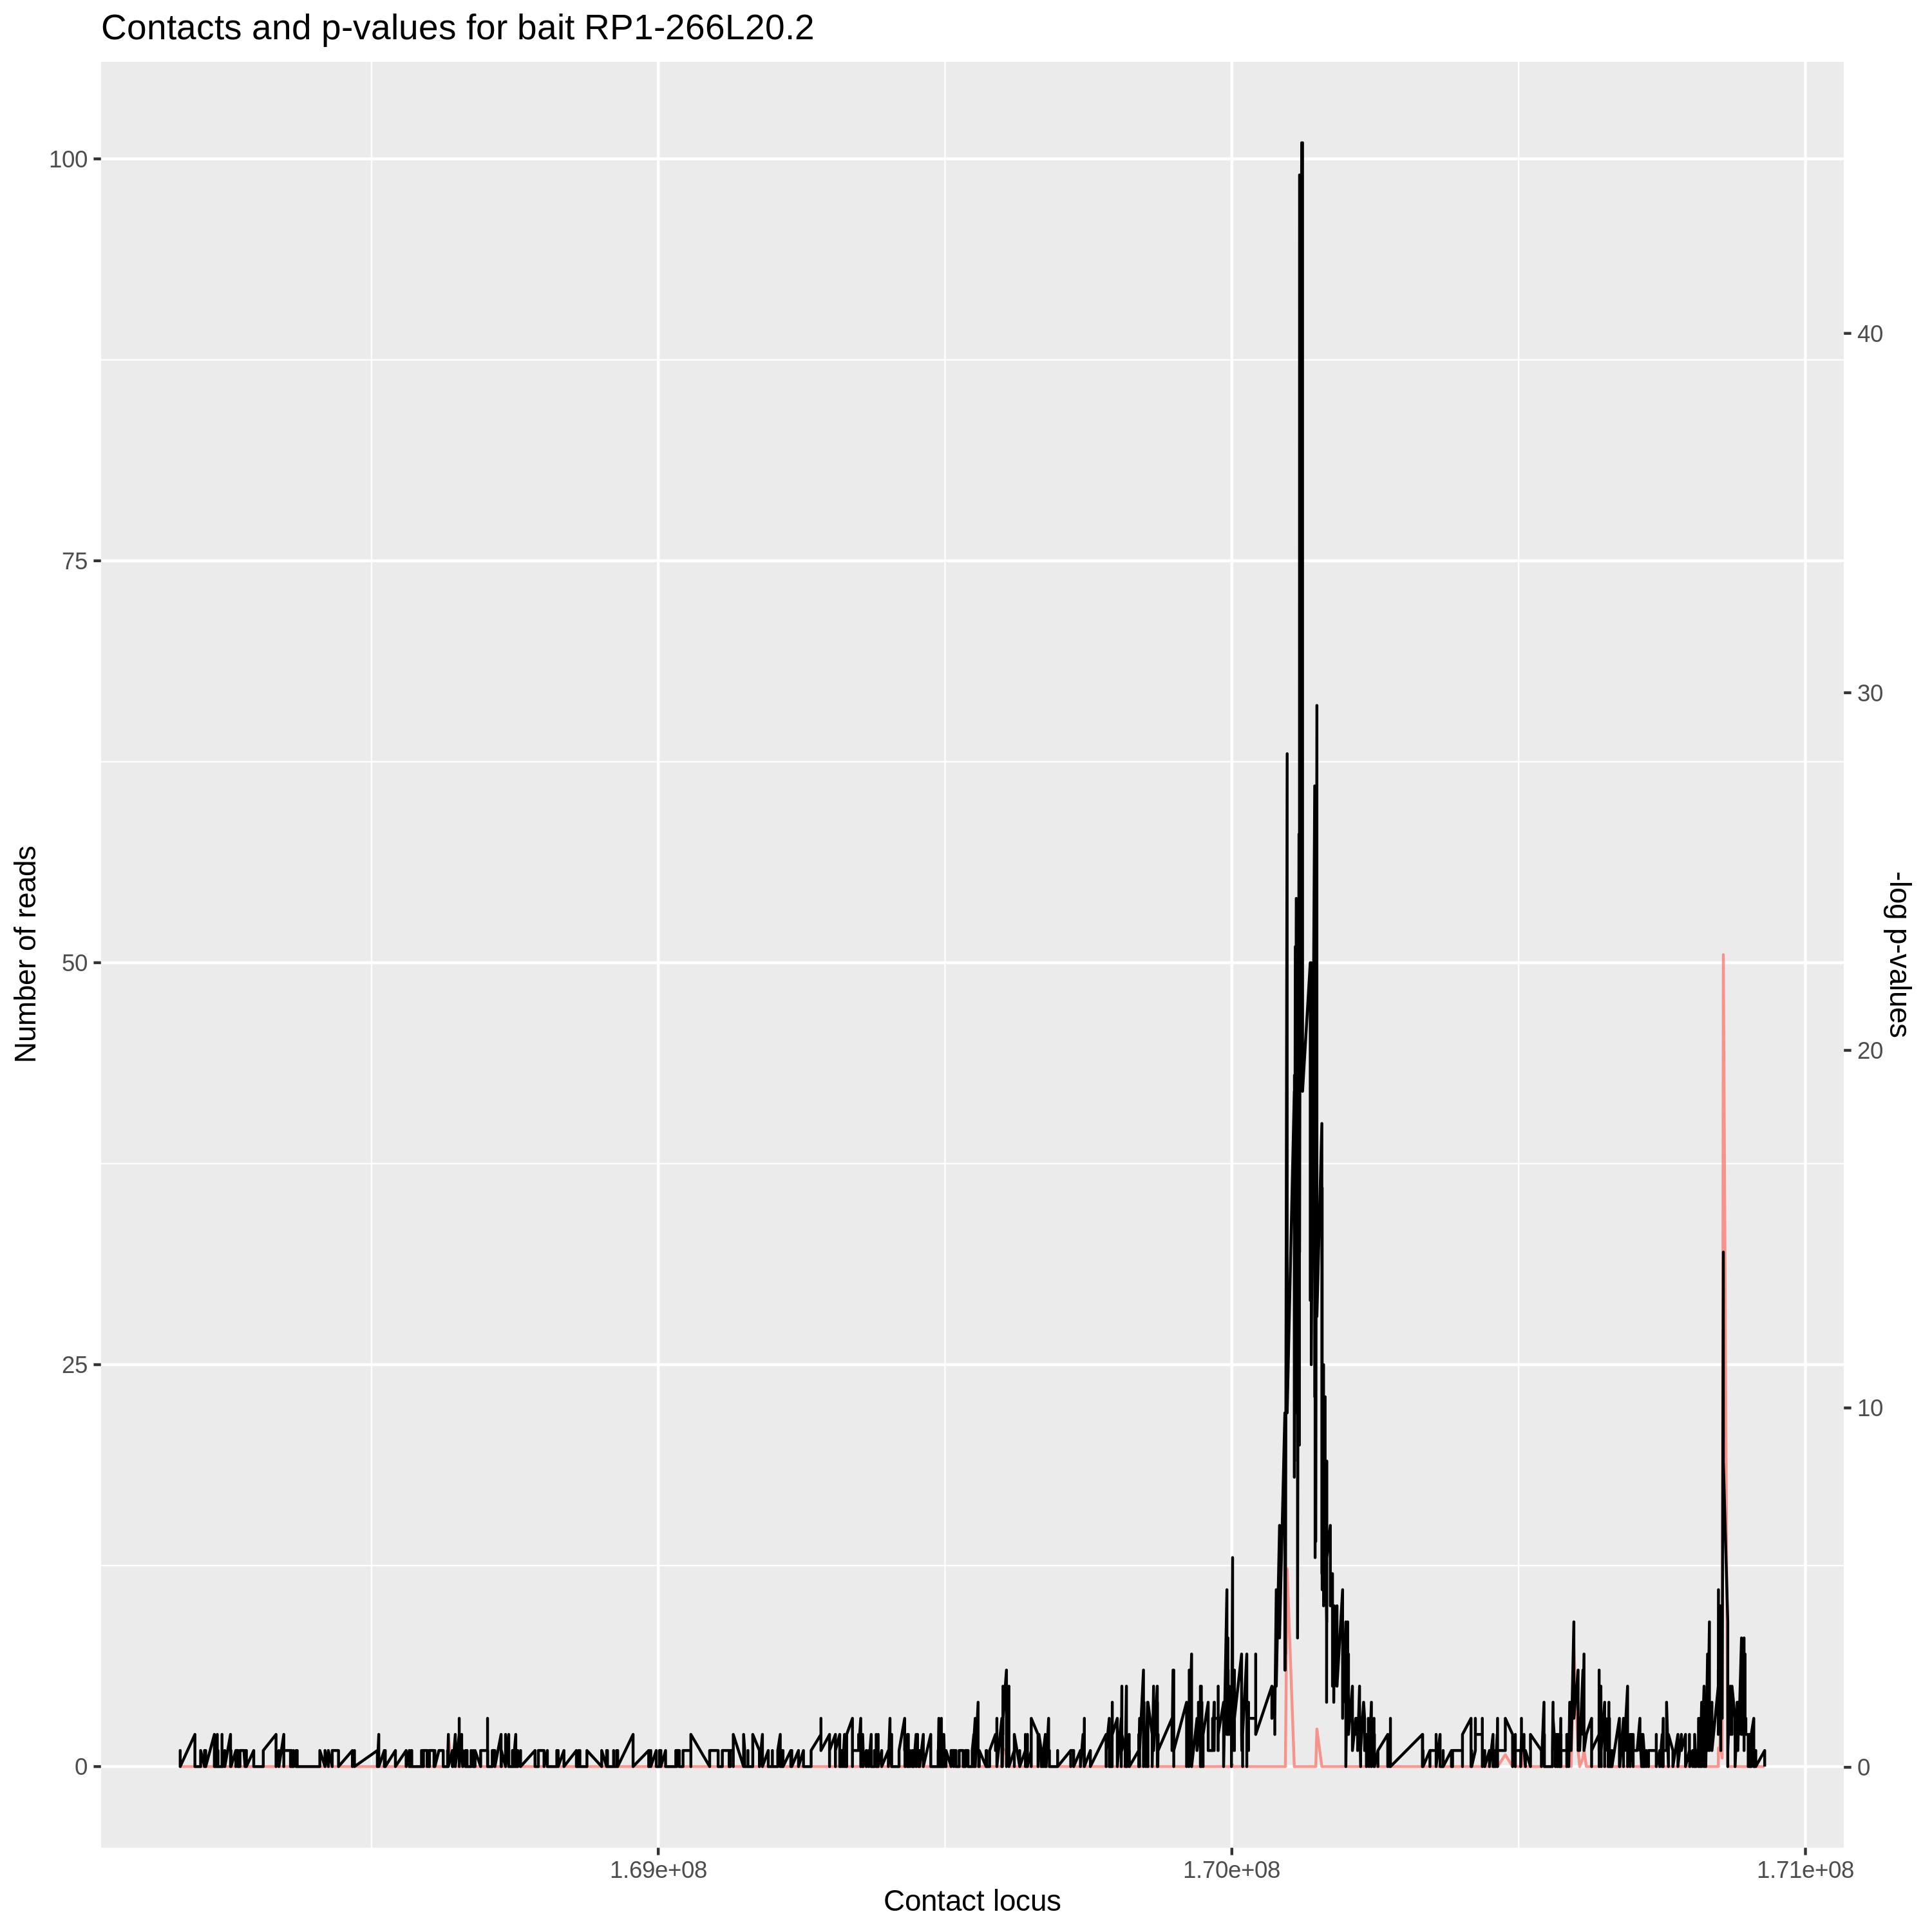 Contacts and p-values for bait RP1-266L20.2
100
75
50
25
0
Number of reads
40
30
20
10
0
-log p-values
1.69e+08
1.70e+08
1.71e+08
Contact locus